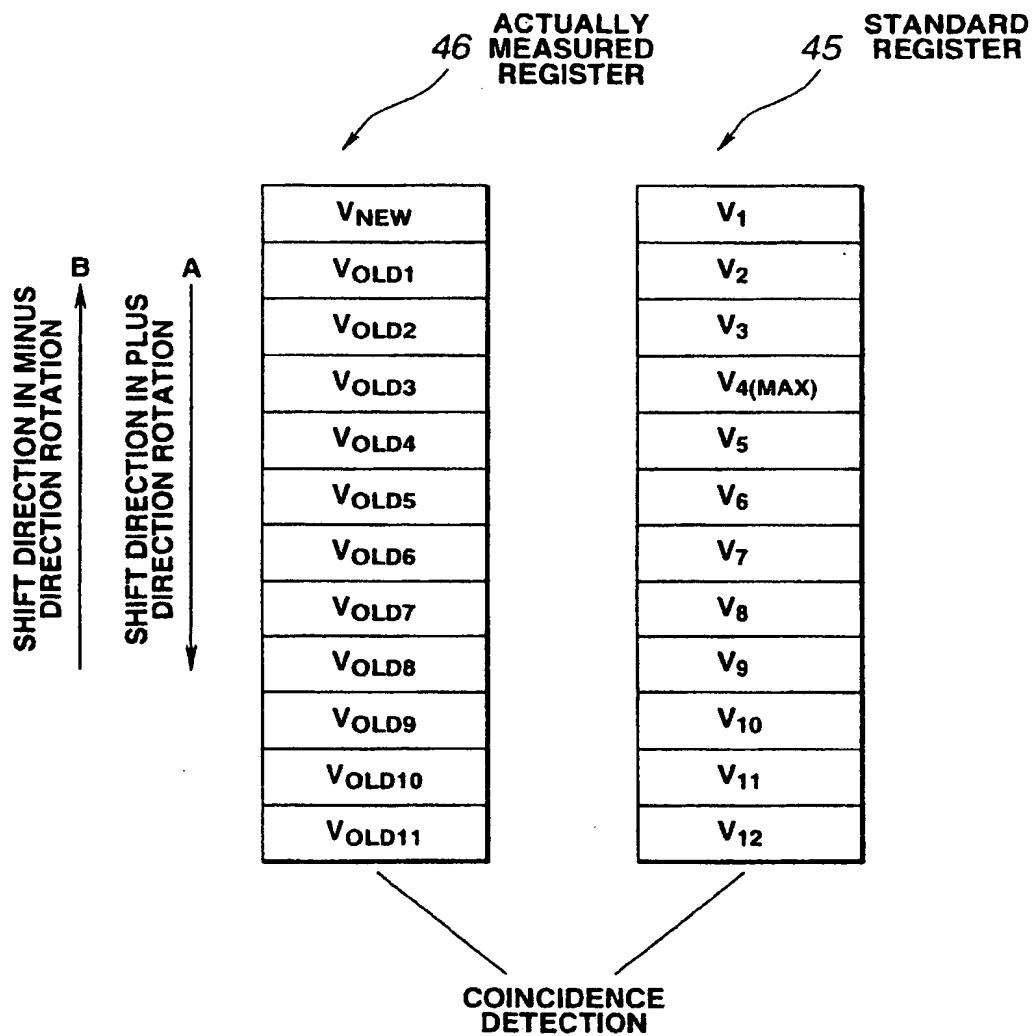 46 ACTUALLY
MEASURED
REGISTER
45 STANDARD
REGISTER
VNEW
VOLD1
VOLD2
VOLD3
VOLD4
VOLD5
VOLD6
VOLD7
VOLD8
VOLD9
VOLD10
VOLD11
V1
V2
V3
V4(MAX)
V5
V6
V7
V8
V9
V10
V11
V12
B
SHIFT DIRECTION IN MINUS
DIRECTION ROTATION
A
SHIFT DIRECTION IN PLUS
DIRECTION ROTATION
COINCIDENCE
DETECTION